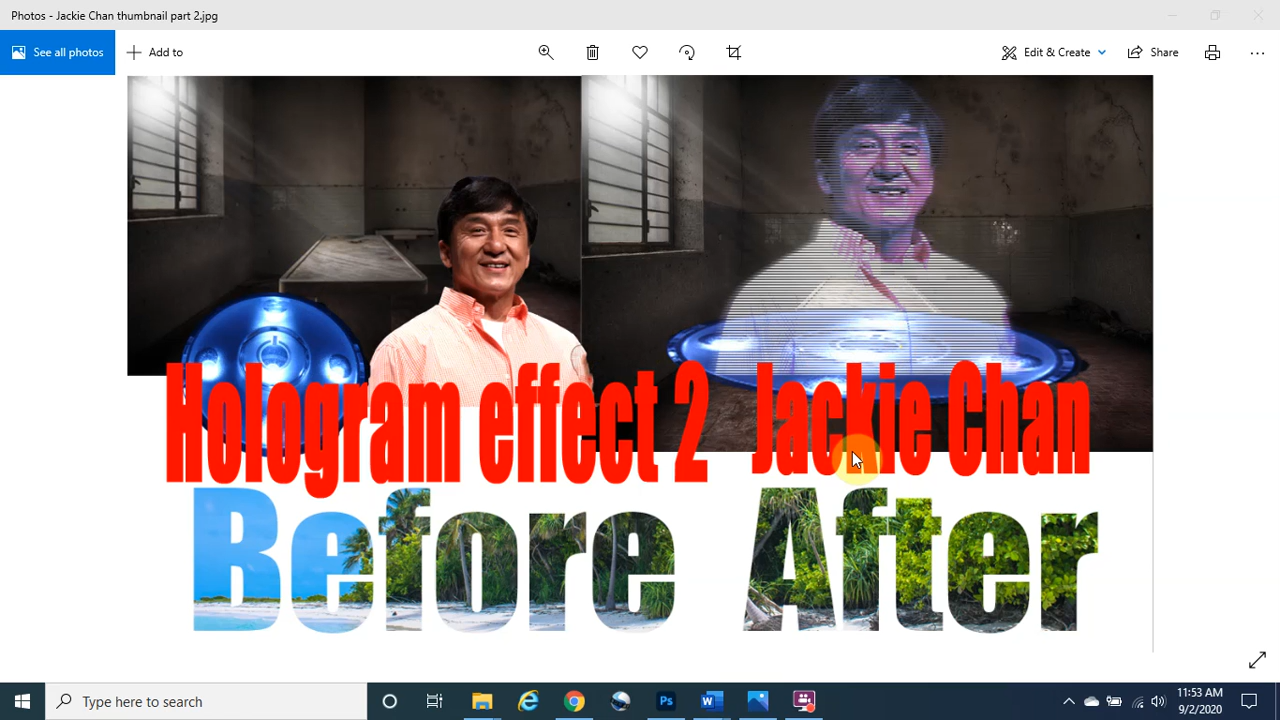 Photos - Jackie Chan thumbnail part 2.jpg
See all photos
Add to
Edit & Create
Share
Hologram effect 2 Jackie Chan
Before After
Type here to search
Ps
W
11:53 AM
9/2/2020